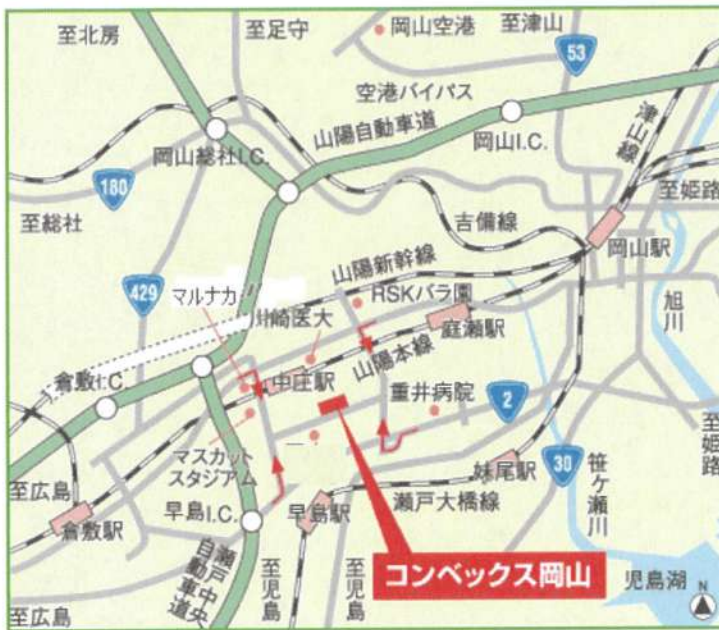 至北房
至足守
岡山空港
至津山
53
空港バイパス
山陽自動車道
津山線
岡山総社I.C.
岡山I.C.
180
至総社
至姫路
吉備線
岡山駅
山陽新幹線
429
マルナカ
RSKバラ園
川崎医大
庭瀬駅
旭川
山陽本線
倉敷I.C.
中庄駅
重井病院
2
マスカット
スタジアム
至姫路
妹尾駅
30
笹ヶ瀬川
至広島
瀬戸大橋線
早島I.C.
早島駅
倉敷駅
瀬戸中央
自動車道
至児島
至児島
コンベックス岡山
児島湖
N
至広島